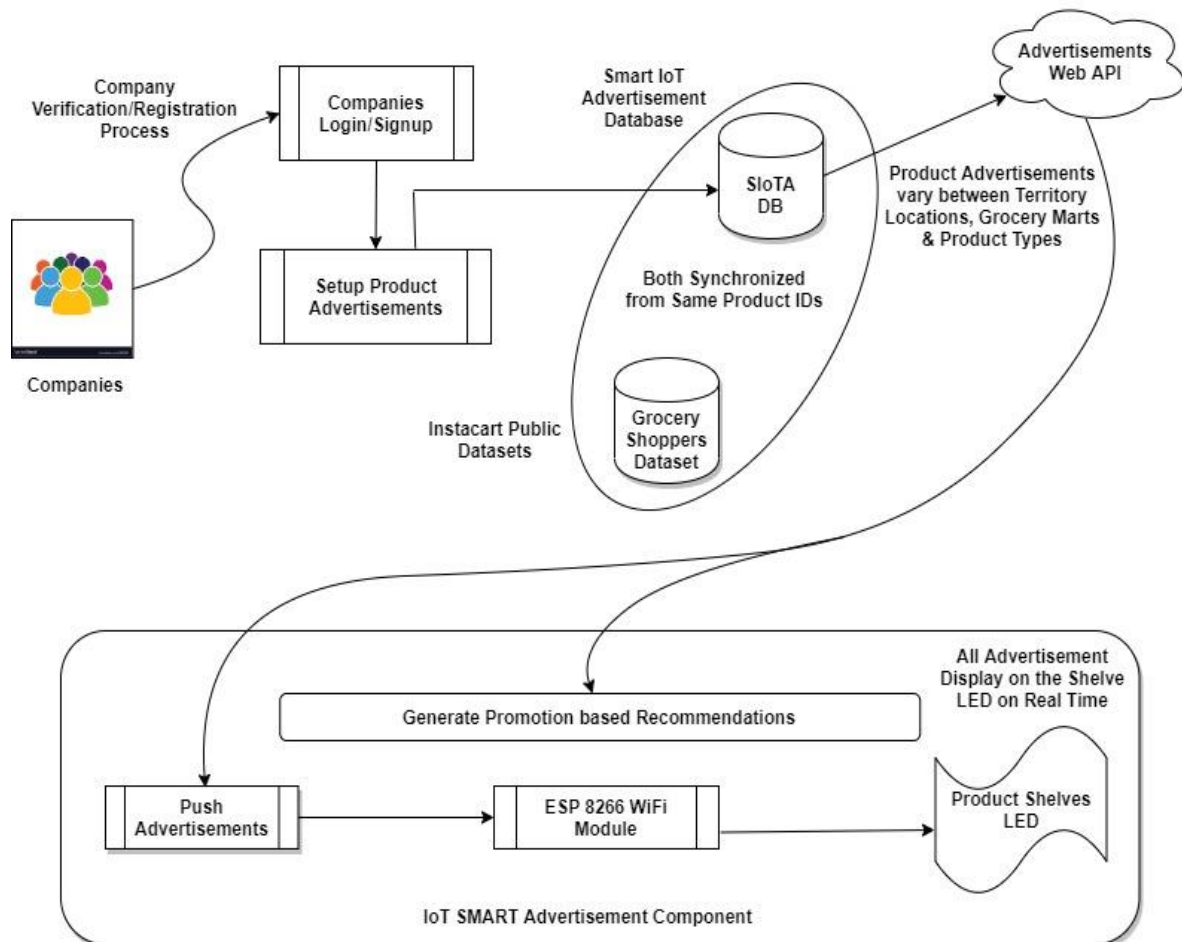 Company
Verification/Registration
Process
Companies
Login/Signup
Smart IoT
Advertisement
Database
Advertisements
Web API
SIoTA
DB
Product Advertisements
vary between Territory
Locations, Grocery Marts
& Product Types
Setup Product
Advertisements
Both Synchronized
from Same Product IDs
Companies
Instacart Public
Datasets
Grocery
Shoppers
Dataset
All Advertisement
Display on the Shelve
LED on Real Time
Generate Promotion based Recommendations
Push
Advertisements
ESP 8266 WiFi
Module
Product Shelves
LED
IoT SMART Advertisement Component